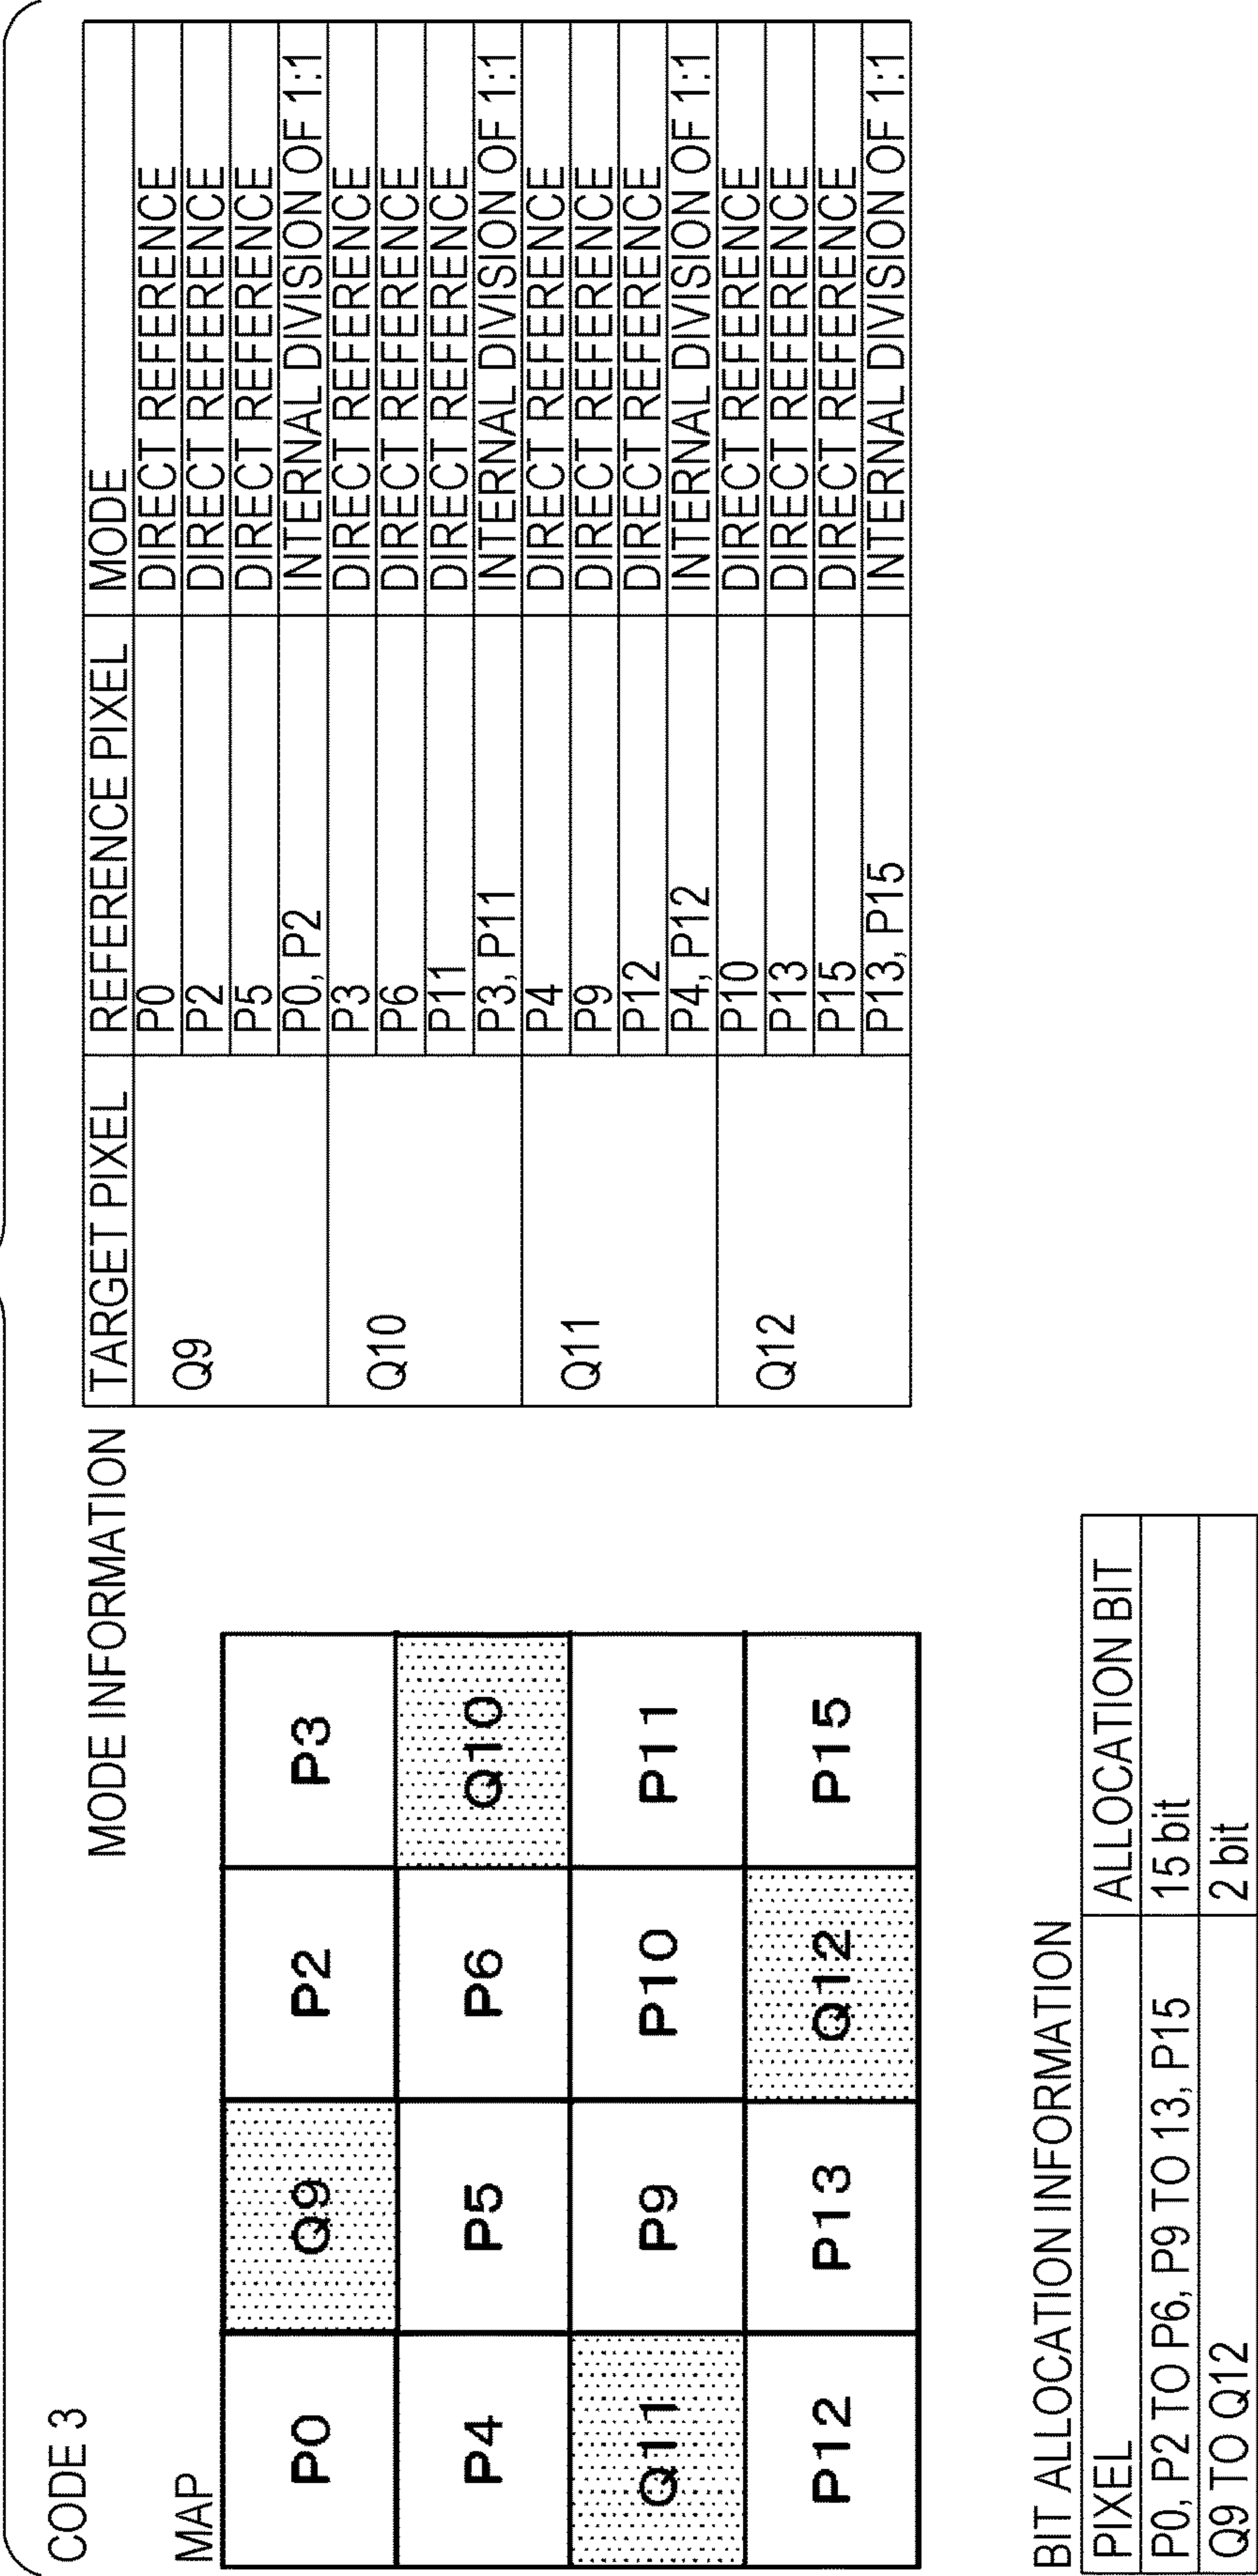 CODE 3
MAP
P0 Q9 P2 P3
P4 P5 P6 Q10
Q11 P9 P10 P11
P12 P13 Q12 P15
MODE INFORMATION
TARGET PIXEL REFERENCE PIXEL MODE
Q9 P0 DIRECT REFERENCE
P2 DIRECT REFERENCE
P5 DIRECT REFERENCE
P0, P2 INTERNAL DIVISION OF 1:1
Q10 P3 DIRECT REFERENCE
P6 DIRECT REFERENCE
P11 DIRECT REFERENCE
P3, P11 INTERNAL DIVISION OF 1:1
Q11 P4 DIRECT REFERENCE
P9 DIRECT REFERENCE
P12 DIRECT REFERENCE
P4, P12 INTERNAL DIVISION OF 1:1
Q12 P10 DIRECT REFERENCE
P13 DIRECT REFERENCE
P15 DIRECT REFERENCE
P13, P15 INTERNAL DIVISION OF 1:1
BIT ALLOCATION INFORMATION
PIXEL ALLOCATION BIT
P0, P2 TO P6, P9 TO 13, P15 15 bit
Q9 TO Q12 2 bit